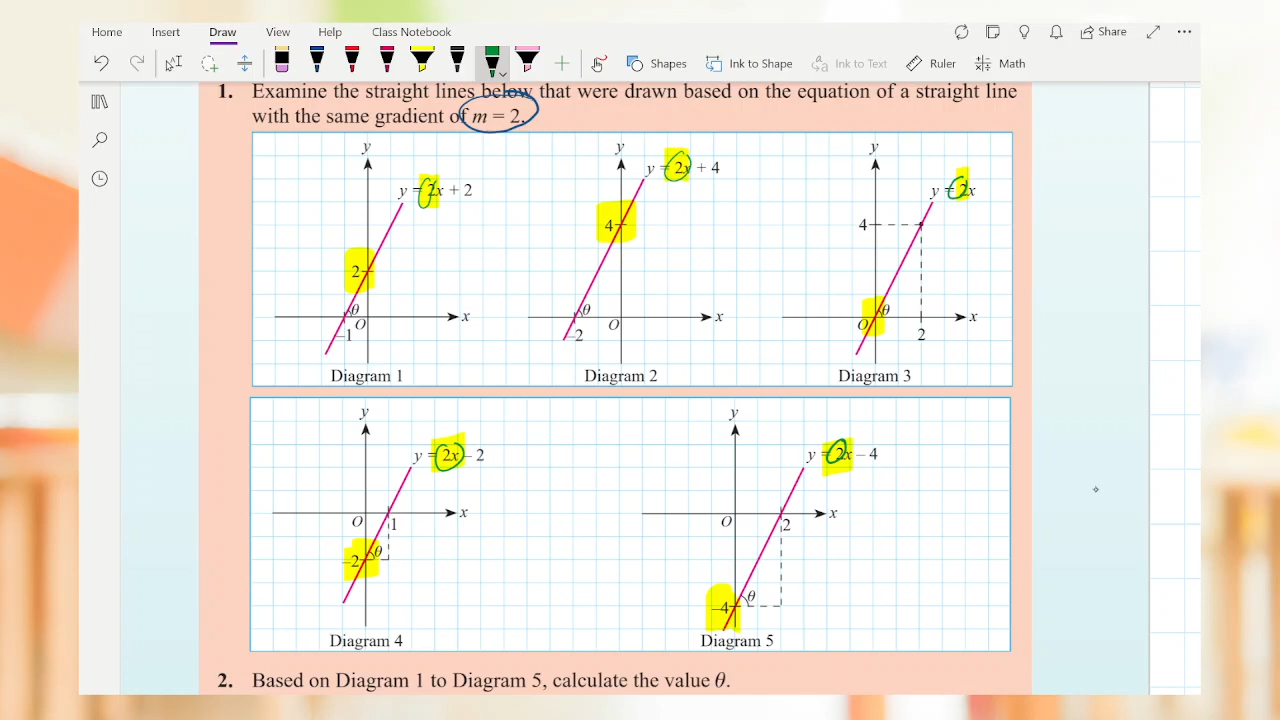 Home Insert Draw View Help Class Notebook Share
Shapes Ink to Shape Ink to Text Ruler Math
1. Examine the straight lines below that were drawn based on the equation of a straight line
with the same gradient of m = 2.
y
y = 2x + 2
2
θ
O
x
–1
Diagram 1
y
y = 2x + 4
4
θ
O
x
–2
Diagram 2
y
y = 2x
4
θ
O
x
2
Diagram 3
y
y = 2x – 2
O
x
1
–2
θ
Diagram 4
y
y = 2x – 4
O
x
2
–4
θ
Diagram 5
2. Based on Diagram 1 to Diagram 5, calculate the value θ.